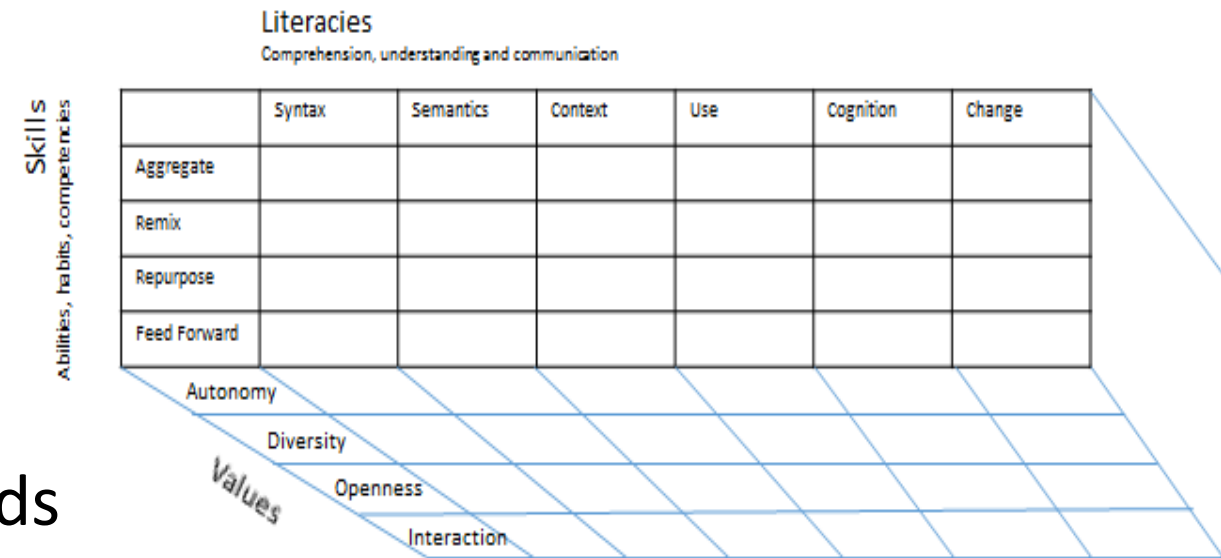 Literacies
Comprehension, understanding and communication
Skills
Abilities, habits, competencies
Syntax Semantics Context Use Cognition Change
Aggregate
Remix
Repurpose
Feed Forward
Autonomy
Diversity
Openness
Interaction
Values
ds